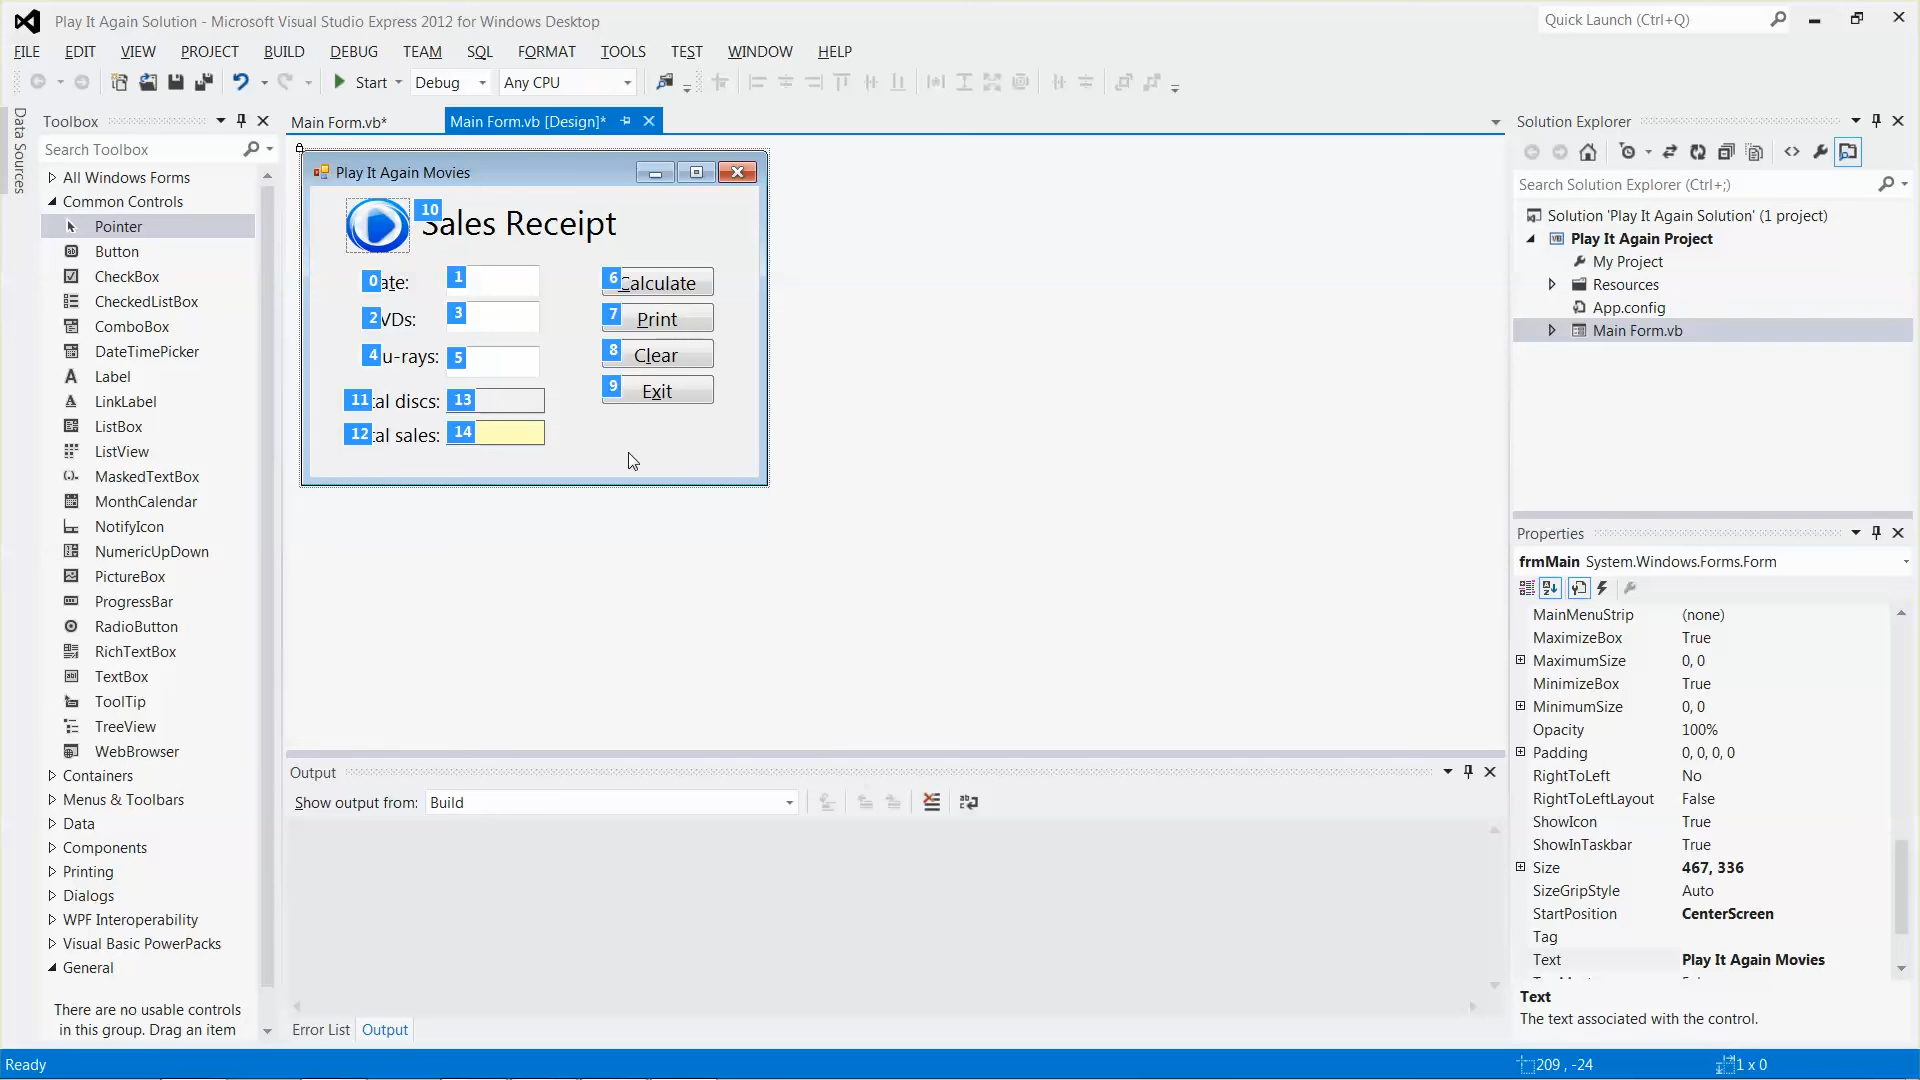 Play It Again Solution - Microsoft Visual Studio Express 2012 for Windows Desktop
Quick Launch (Ctrl+Q)
FILE EDIT VIEW PROJECT BUILD DEBUG TEAM SQL FORMAT TOOLS TEST WINDOW HELP
Start Debug Any CPU
Data Sources
Toolbox
Search Toolbox
All Windows Forms
Common Controls
Pointer
Button
CheckBox
CheckedListBox
ComboBox
DateTimePicker
Label
LinkLabel
ListBox
ListView
MaskedTextBox
MonthCalendar
NotifyIcon
NumericUpDown
PictureBox
ProgressBar
RadioButton
RichTextBox
TextBox
ToolTip
TreeView
WebBrowser
Containers
Menus & Toolbars
Data
Components
Printing
Dialogs
WPF Interoperability
Visual Basic PowerPacks
General
There are no usable controls
in this group. Drag an item
Main Form.vb* Main Form.vb [Design]*
Play It Again Movies
10 Sales Receipt
0 ate: 1 6 Calculate
2 VDs: 3 7 Print
4 u-rays: 5 8 Clear
9 Exit
11 tal discs: 13
12 tal sales: 14
Output
Show output from: Build
Error List Output
Solution Explorer
Search Solution Explorer (Ctrl+;)
Solution 'Play It Again Solution' (1 project)
Play It Again Project
My Project
Resources
App.config
Main Form.vb
Properties
frmMain System.Windows.Forms.Form
MainMenuStrip (none)
MaximizeBox True
MaximumSize 0, 0
MinimizeBox True
MinimumSize 0, 0
Opacity 100%
Padding 0, 0, 0, 0
RightToLeft No
RightToLeftLayout False
ShowIcon True
ShowInTaskbar True
Size 467, 336
SizeGripStyle Auto
StartPosition CenterScreen
Tag
Text Play It Again Movies
Text
The text associated with the control.
Ready 209 , -24 1 x 0